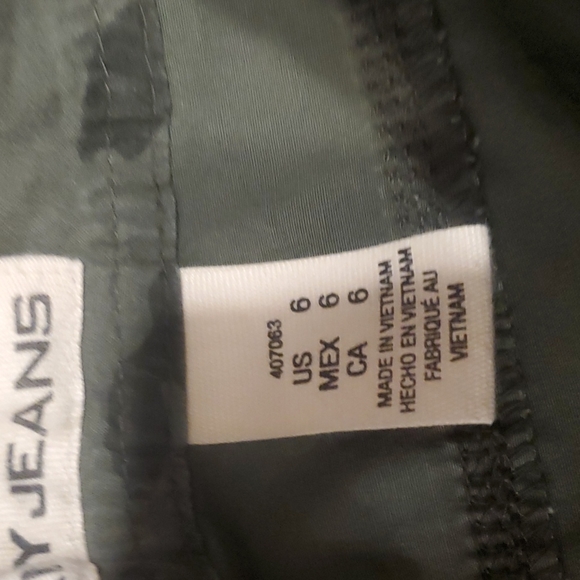 JEANS
407063
US 6
MEX 6
CA 6
MADE IN VIETNAM
HECHO EN VIETNAM
FABRIQUÉ AU
VIETNAM